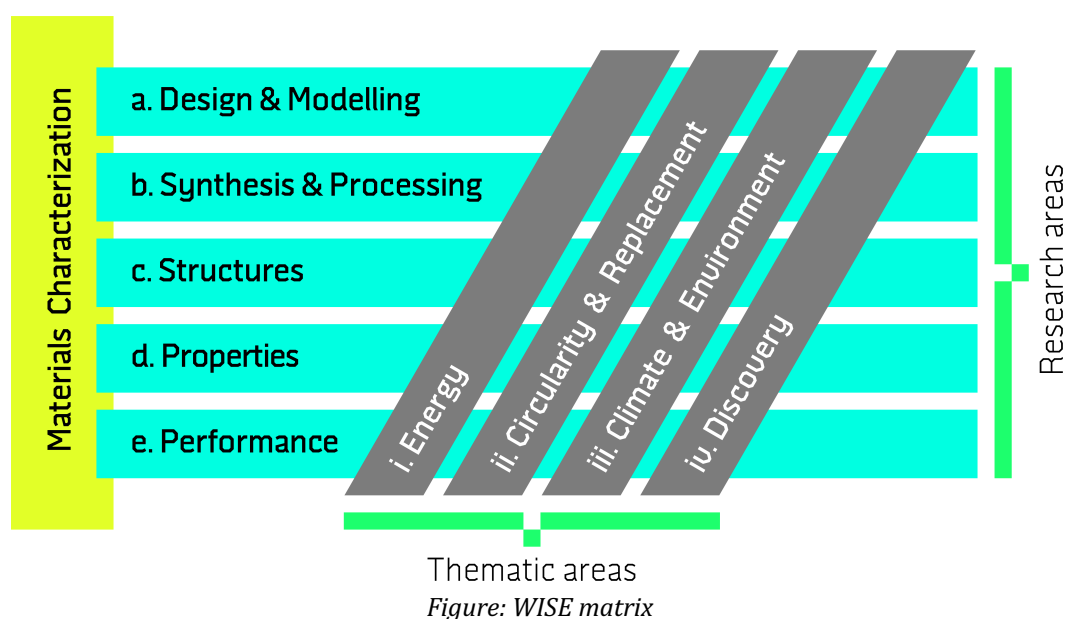 Materials Characterization
a. Design & Modelling
b. Synthesis & Processing
c. Structures
d. Properties
e. Performance
i. Energy
ii. Circularity & Replacement
iii. Climate & Environment
iv. Discovery
Research areas
Thematic areas
Figure: WISE matrix